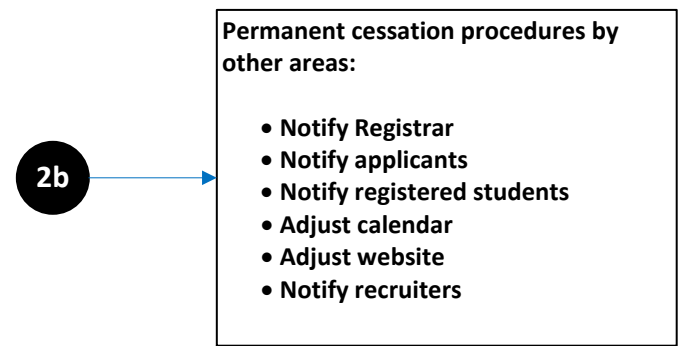 Permanent cessation procedures by
other areas:
• Notify Registrar
• Notify applicants
2b
• Notify registered students
• Adjust calendar
• Adjust website
• Notify recruiters